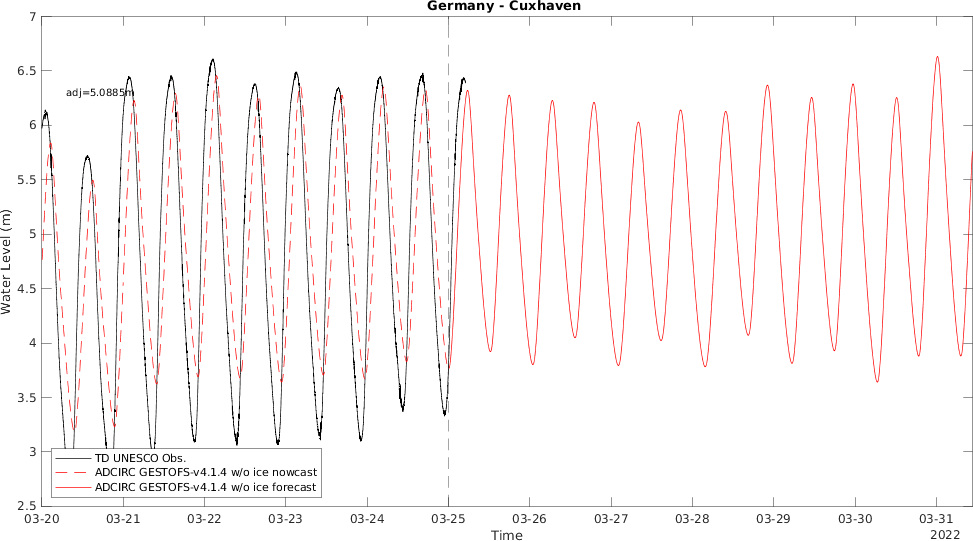 Germany - Cuxhaven
7
6.5
6
5.5
5
4.5
4
3.5
3
2.5
Water Level (m)
adj=5.0885m
TD UNESCO Obs.
ADCIRC GESTOFS-v4.1.4 w/o ice nowcast
ADCIRC GESTOFS-v4.1.4 w/o ice forecast
03-20 03-21 03-22 03-23 03-24 03-25 03-26 03-27 03-28 03-29 03-30 03-31
2022
Time